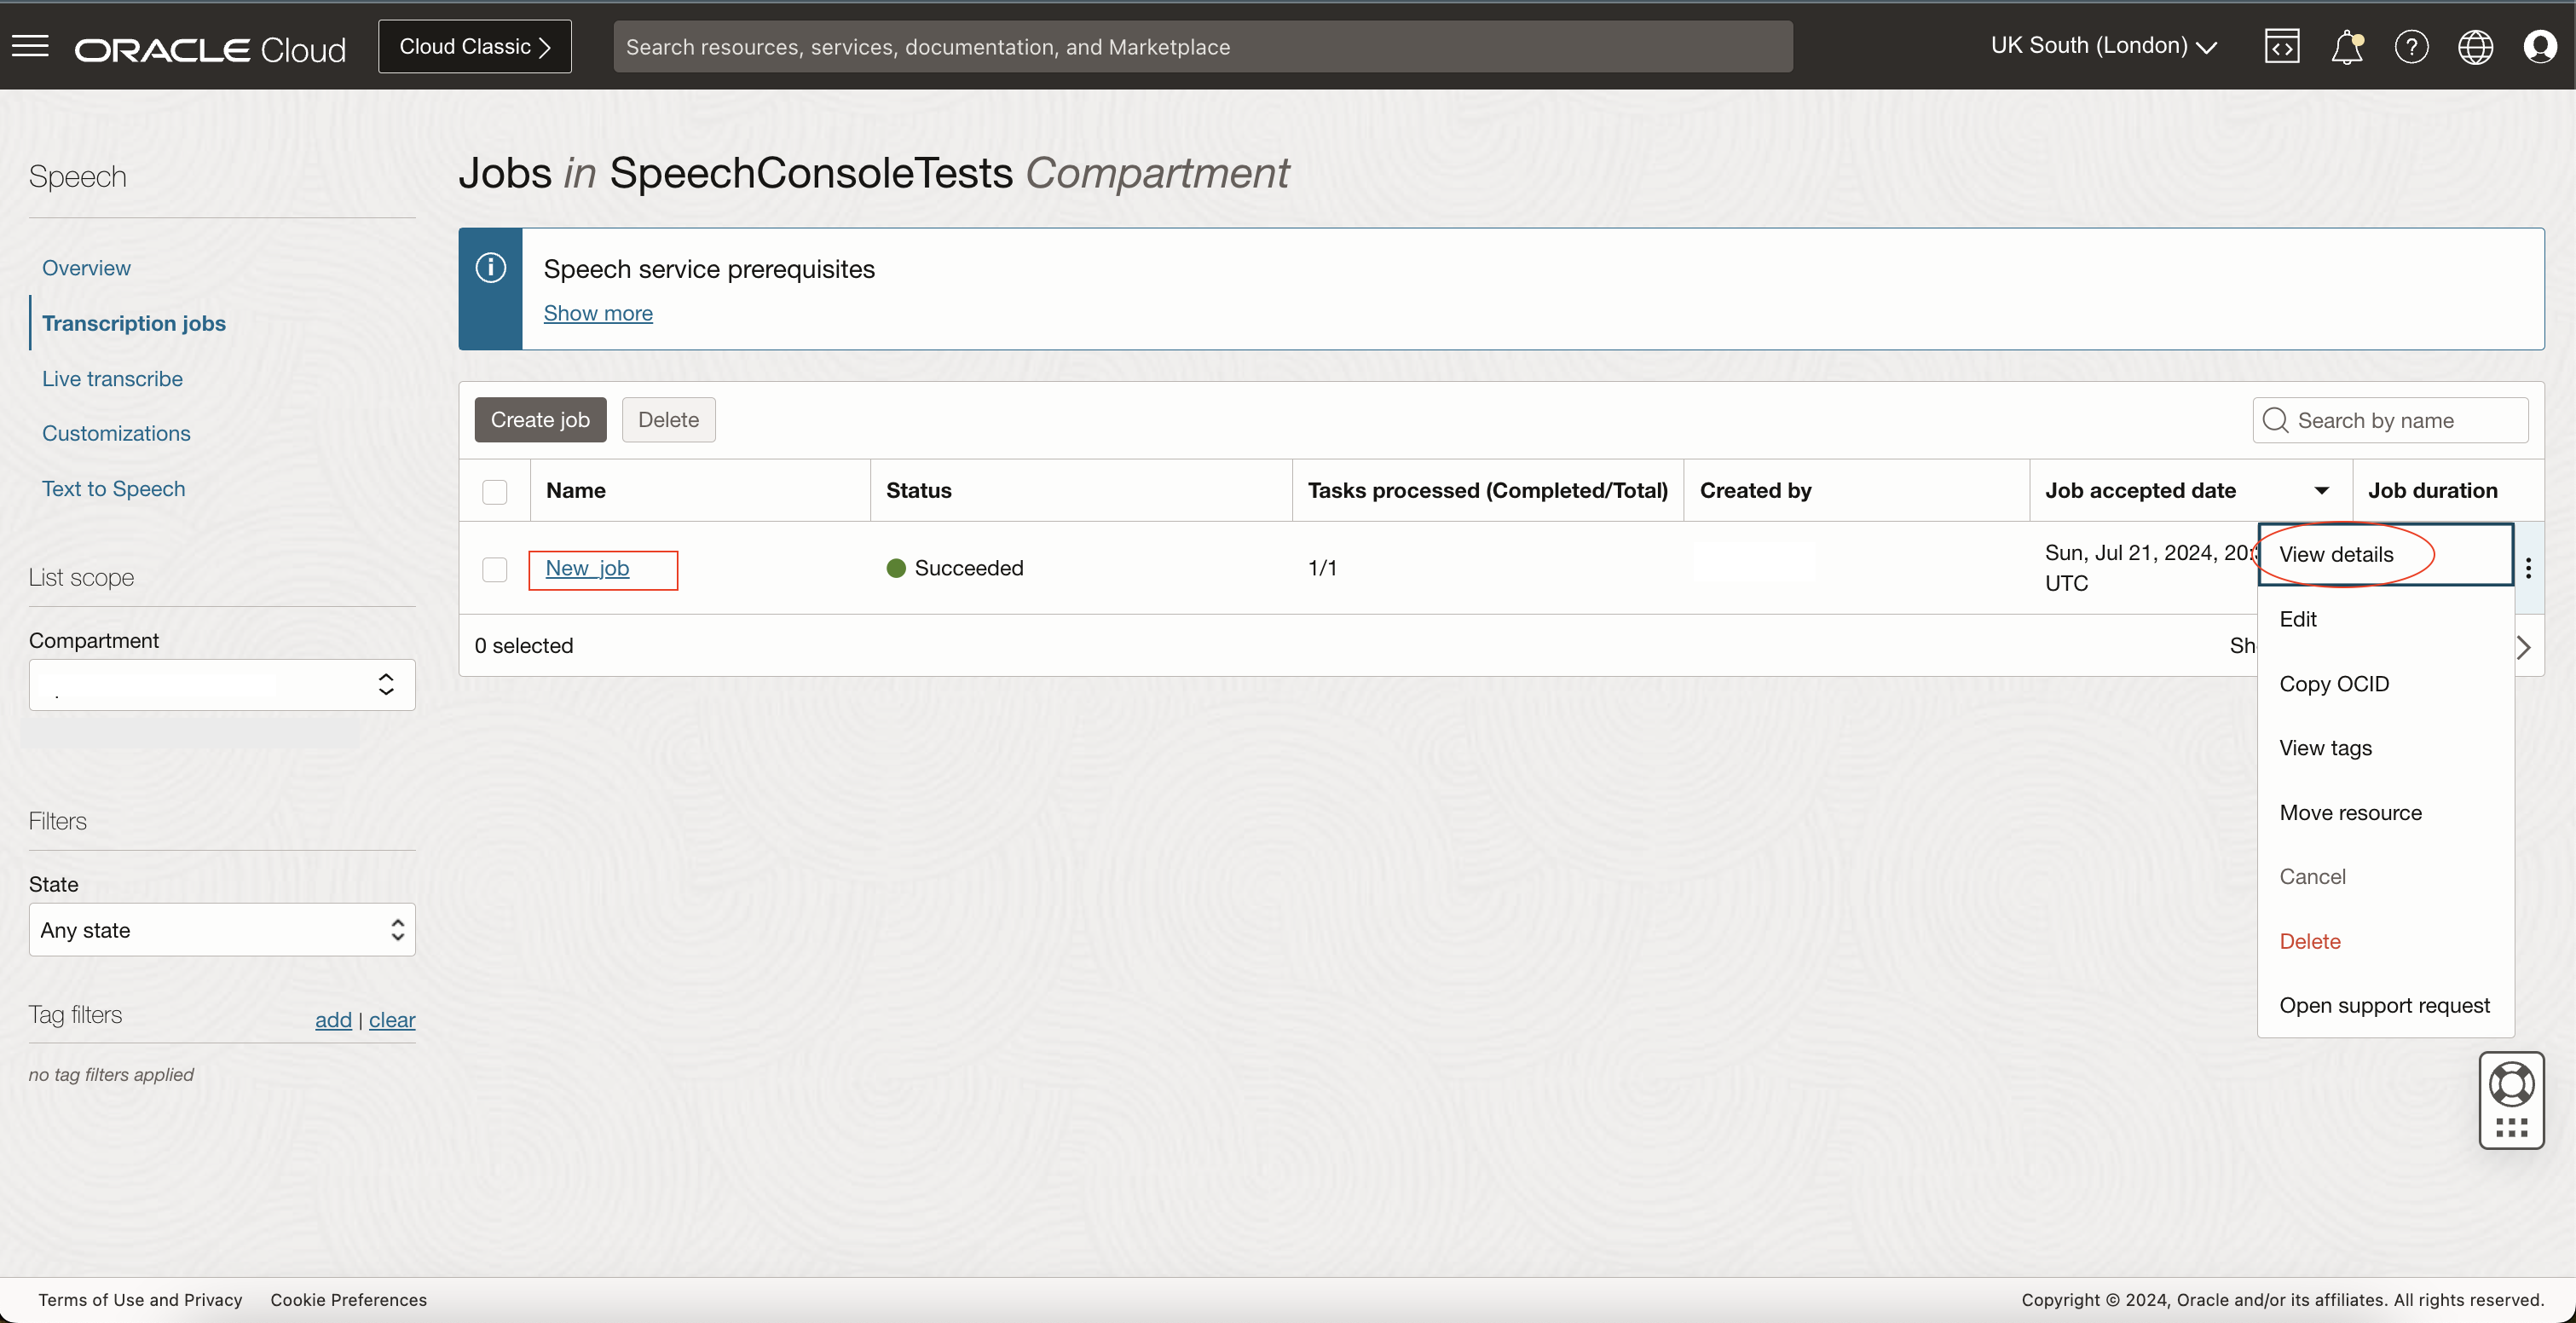 ORACLE Cloud
Cloud Classic
Search resources, services, documentation, and Marketplace
UK South (London)
Speech
Overview
Transcription jobs
Live transcribe
Customizations
Text to Speech
List scope
Compartment
Filters
State
Any state
Tag filters
add | clear
no tag filters applied
Jobs in SpeechConsoleTests Compartment
Speech service prerequisites
Show more
Create job
Delete
Search by name
Name
Status
Tasks processed (Completed/Total)
Created by
Job accepted date
Job duration
New_job
Succeeded
1/1
Sun, Jul 21, 2024, 20:
UTC
0 selected
View details
Edit
Copy OCID
View tags
Move resource
Cancel
Delete
Open support request
Terms of Use and Privacy
Cookie Preferences
Copyright © 2024, Oracle and/or its affiliates. All rights reserved.